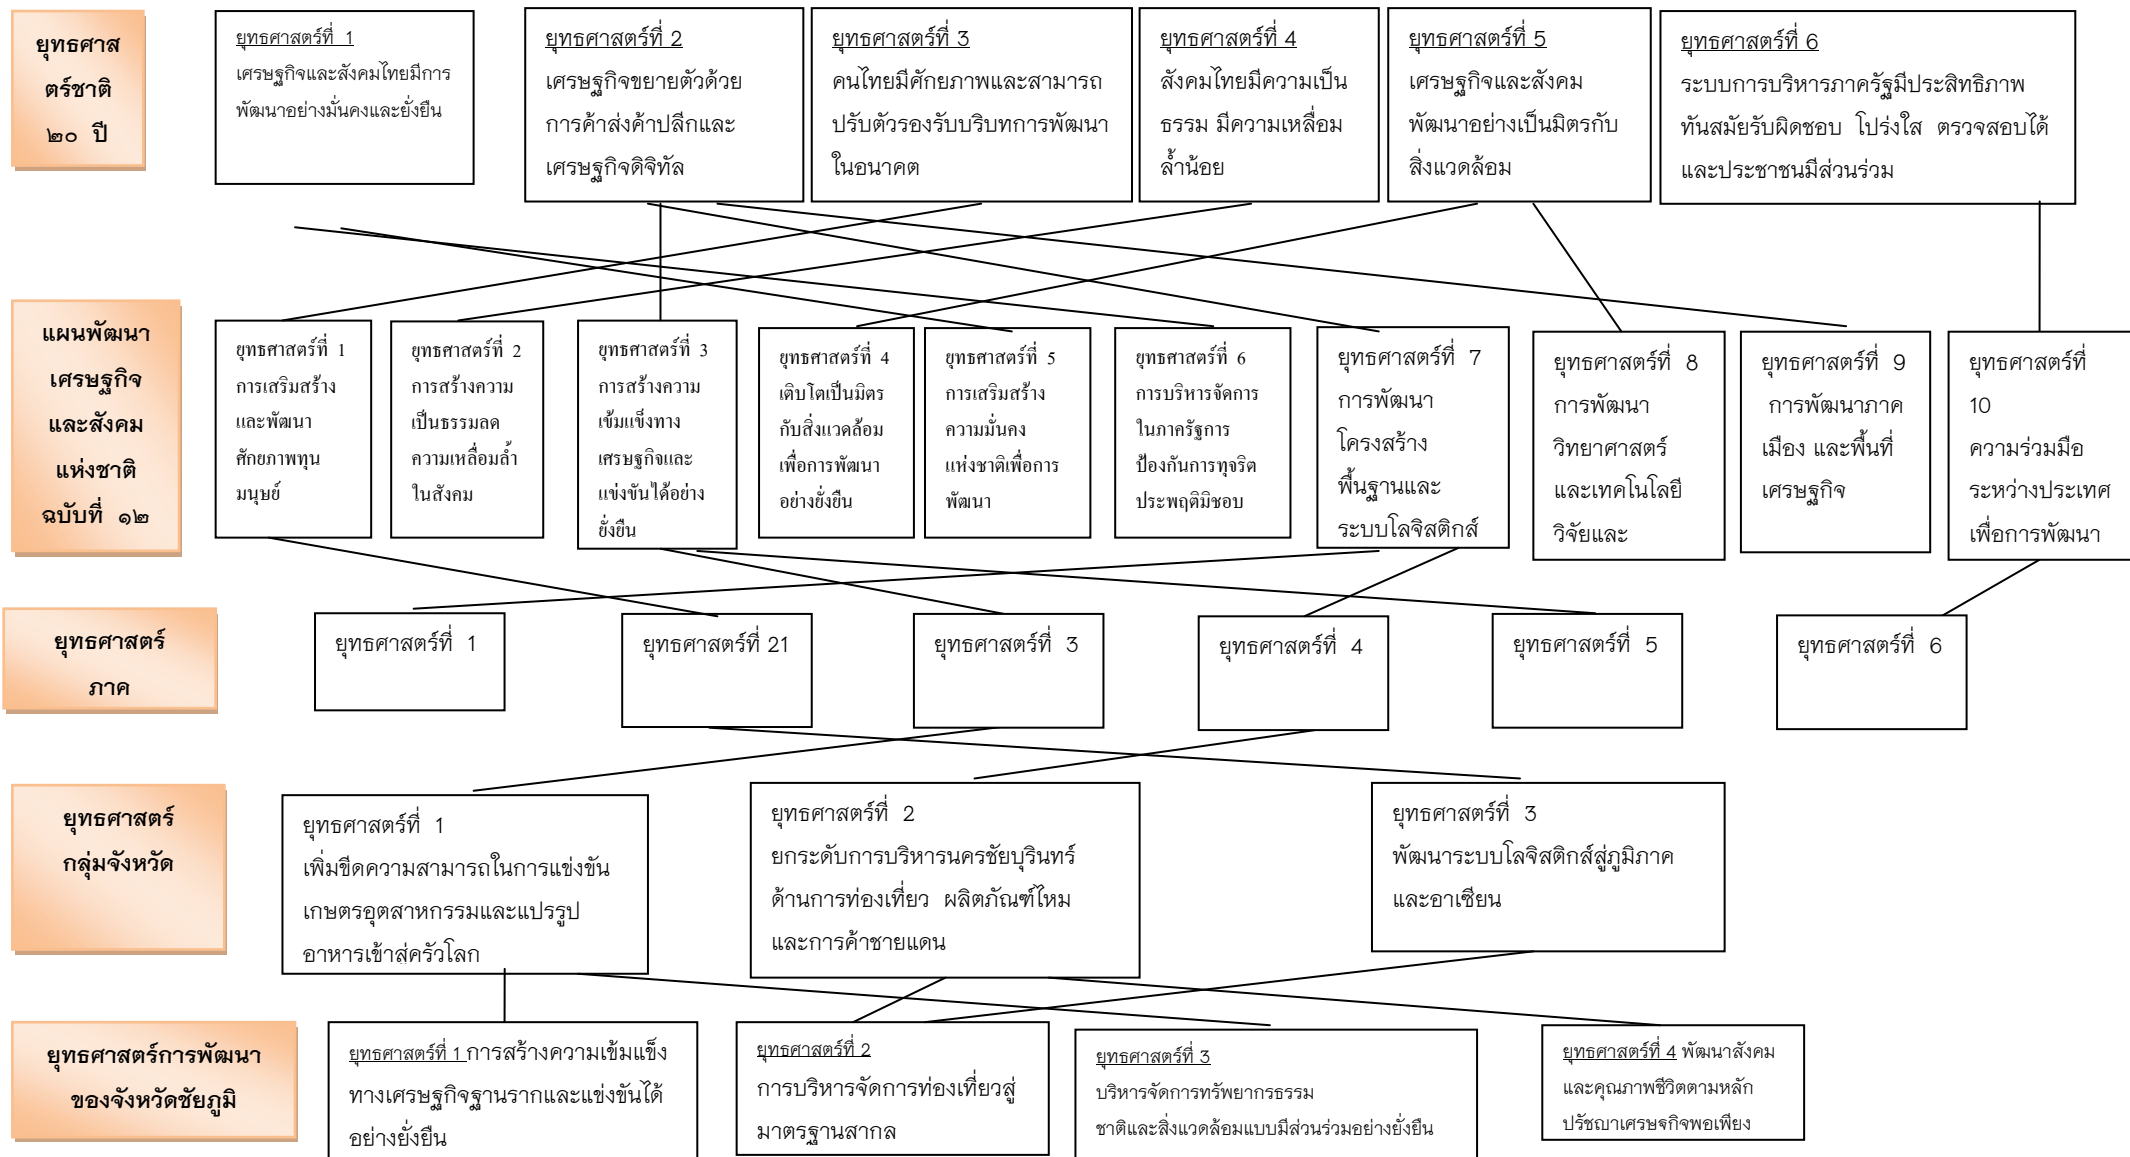 ยุทธศาส
ตร์ชาติ
๒๐ ปี
ยุทธศาสตร์ที่ 1
เศรษฐกิจและสังคมไทยมีการ
พัฒนาอย่างมั่นคงและยั่งยืน
ยุทธศาสตร์ที่ 2
เศรษฐกิจขยายตัวด้วย
การค้าส่งค้าปลีกและ
เศรษฐกิจดิจิทัล
ยุทธศาสตร์ที่ 3
คนไทยมีศักยภาพและสามารถ
ปรับตัวรองรับบริบทการพัฒนา
ในอนาคต
ยุทธศาสตร์ที่ 4
สังคมไทยมีความเป็น
ธรรม มีความเหลื่อม
ล้ำน้อย
ยุทธศาสตร์ที่ 5
เศรษฐกิจและสังคม
พัฒนาอย่างเป็นมิตรกับ
สิ่งแวดล้อม
ยุทธศาสตร์ที่ 6
ระบบการบริหารภาครัฐมีประสิทธิภาพ
ทันสมัยรับผิดชอบ โปร่งใส ตรวจสอบได้
และประชาชนมีส่วนร่วม
แผนพัฒนา
เศรษฐกิจ
และสังคม
แห่งชาติ
ฉบับที่ ๑๒
ยุทธศาสตร์ที่ 1
การเสริมสร้าง
และพัฒนา
ศักยภาพทุน
มนุษย์
ยุทธศาสตร์ที่ 2
การสร้างความ
เป็นธรรมลด
ความเหลื่อมล้ำ
ในสังคม
ยุทธศาสตร์ที่ 3
การสร้างความ
เข้มแข็งทาง
เศรษฐกิจและ
แข่งขันได้อย่าง
ยั่งยืน
ยุทธศาสตร์ที่ 4
เติบโตเป็นมิตร
กับสิ่งแวดล้อม
เพื่อการพัฒนา
อย่างยั่งยืน
ยุทธศาสตร์ที่ 5
การเสริมสร้าง
ความมั่นคง
แห่งชาติเพื่อการ
พัฒนา
ยุทธศาสตร์ที่ 6
การบริหารจัดการ
ในภาครัฐการ
ป้องกันการทุจริต
ประพฤติมิชอบ
ยุทธศาสตร์ที่ 7
การพัฒนา
โครงสร้าง
พื้นฐานและ
ระบบโลจิสติกส์
ยุทธศาสตร์ที่ 8
การพัฒนา
วิทยาศาสตร์
และเทคโนโลยี
วิจัยและ
ยุทธศาสตร์ที่ 9
การพัฒนาภาค
เมือง และพื้นที่
เศรษฐกิจ
ยุทธศาสตร์ที่
10
ความร่วมมือ
ระหว่างประเทศ
เพื่อการพัฒนา
ยุทธศาสตร์
ภาค
ยุทธศาสตร์ที่ 1
ยุทธศาสตร์ที่ 21
ยุทธศาสตร์ที่ 3
ยุทธศาสตร์ที่ 4
ยุทธศาสตร์ที่ 5
ยุทธศาสตร์ที่ 6
ยุทธศาสตร์
กลุ่มจังหวัด
ยุทธศาสตร์ที่ 1
เพิ่มขีดความสามารถในการแข่งขัน
เกษตรอุตสาหกรรมและแปรรูป
อาหารเข้าสู่ครัวโลก
ยุทธศาสตร์ที่ 2
ยกระดับการบริหารนครชัยบุรินทร์
ด้านการท่องเที่ยว ผลิตภัณฑ์ไหม
และการค้าชายแดน
ยุทธศาสตร์ที่ 3
พัฒนาระบบโลจิสติกส์สู่ภูมิภาค
และอาเซียน
ยุทธศาสตร์การพัฒนา
ของจังหวัดชัยภูมิ
ยุทธศาสตร์ที่ 1 การสร้างความเข้มแข็ง
ทางเศรษฐกิจฐานรากและแข่งขันได้
อย่างยั่งยืน
ยุทธศาสตร์ที่ 2
การบริหารจัดการท่องเที่ยวสู่
มาตรฐานสากล
ยุทธศาสตร์ที่ 3
บริหารจัดการทรัพยากรธรรม
ชาติและสิ่งแวดล้อมแบบมีส่วนร่วมอย่างยั่งยืน
ยุทธศาสตร์ที่ 4 พัฒนาสังคม
และคุณภาพชีวิตตามหลัก
ปรัชญาเศรษฐกิจพอเพียง